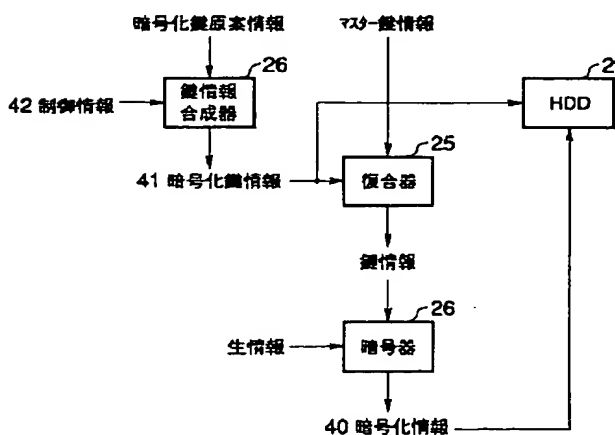 暗号化鍵原案情報
マスター鍵情報
26
鍵情報
合成器
42 制御情報
2
HDD
41 暗号化鍵情報
25
復合器
鍵情報
26
暗号器
生情報
40 暗号化情報